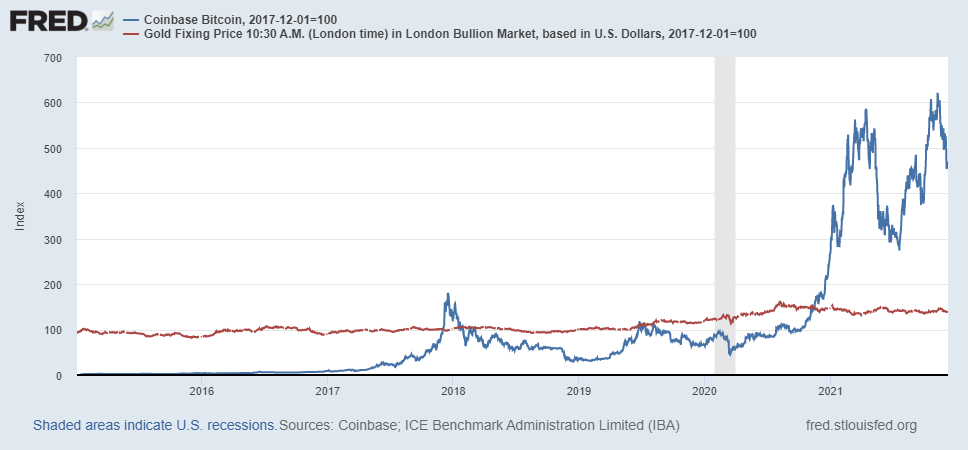 FRED
Coinbase Bitcoin, 2017-12-01=100
Gold Fixing Price 10:30 A.M. (London time) in London Bullion Market, based in U.S. Dollars, 2017-12-01=100
700
600
500
400
300
200
100
0
Index
2016 2017 2018 2019 2020 2021
Shaded areas indicate U.S. recessions. Sources: Coinbase; ICE Benchmark Administration Limited (IBA) fred.stlouisfed.org